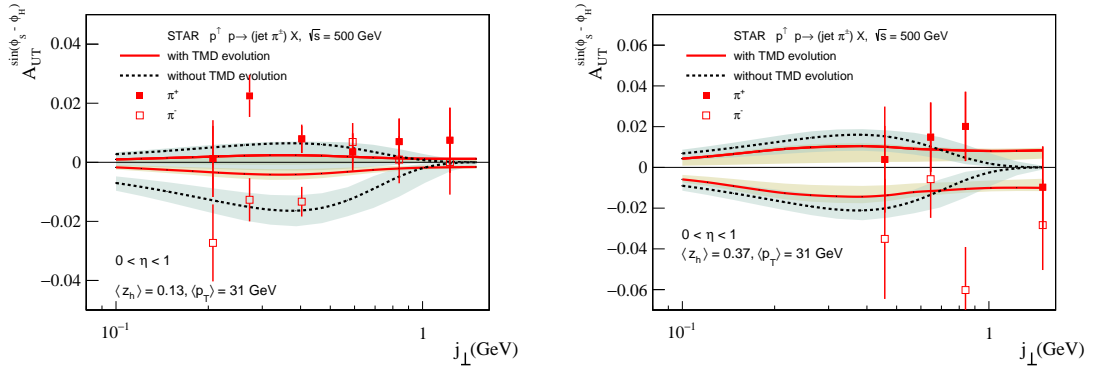 A_UT^sin(ϕ_S - ϕ_H)
0.04
0.02
0
−0.02
−0.04
STAR p↑ p→ (jet π±) X, √s = 500 GeV
with TMD evolution
without TMD evolution
π+
π-
0 < η < 1
⟨z_h⟩ = 0.13, ⟨p_T⟩ = 31 GeV
10^−1
1
j_⊥(GeV)
A_UT^sin(ϕ_S - ϕ_H)
0.06
0.04
0.02
0
−0.02
−0.04
−0.06
STAR p↑ p→ (jet π±) X, √s = 500 GeV
with TMD evolution
without TMD evolution
π+
π-
0 < η < 1
⟨z_h⟩ = 0.37, ⟨p_T⟩ = 31 GeV
10^−1
1
j_⊥(GeV)